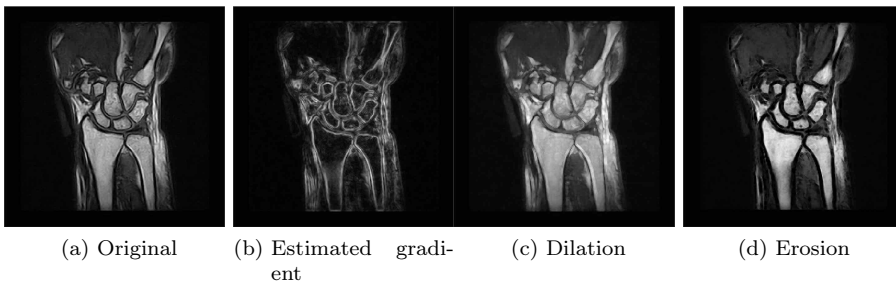 (a) Original
(b) Estimated gradi-
ent
(c) Dilation
(d) Erosion